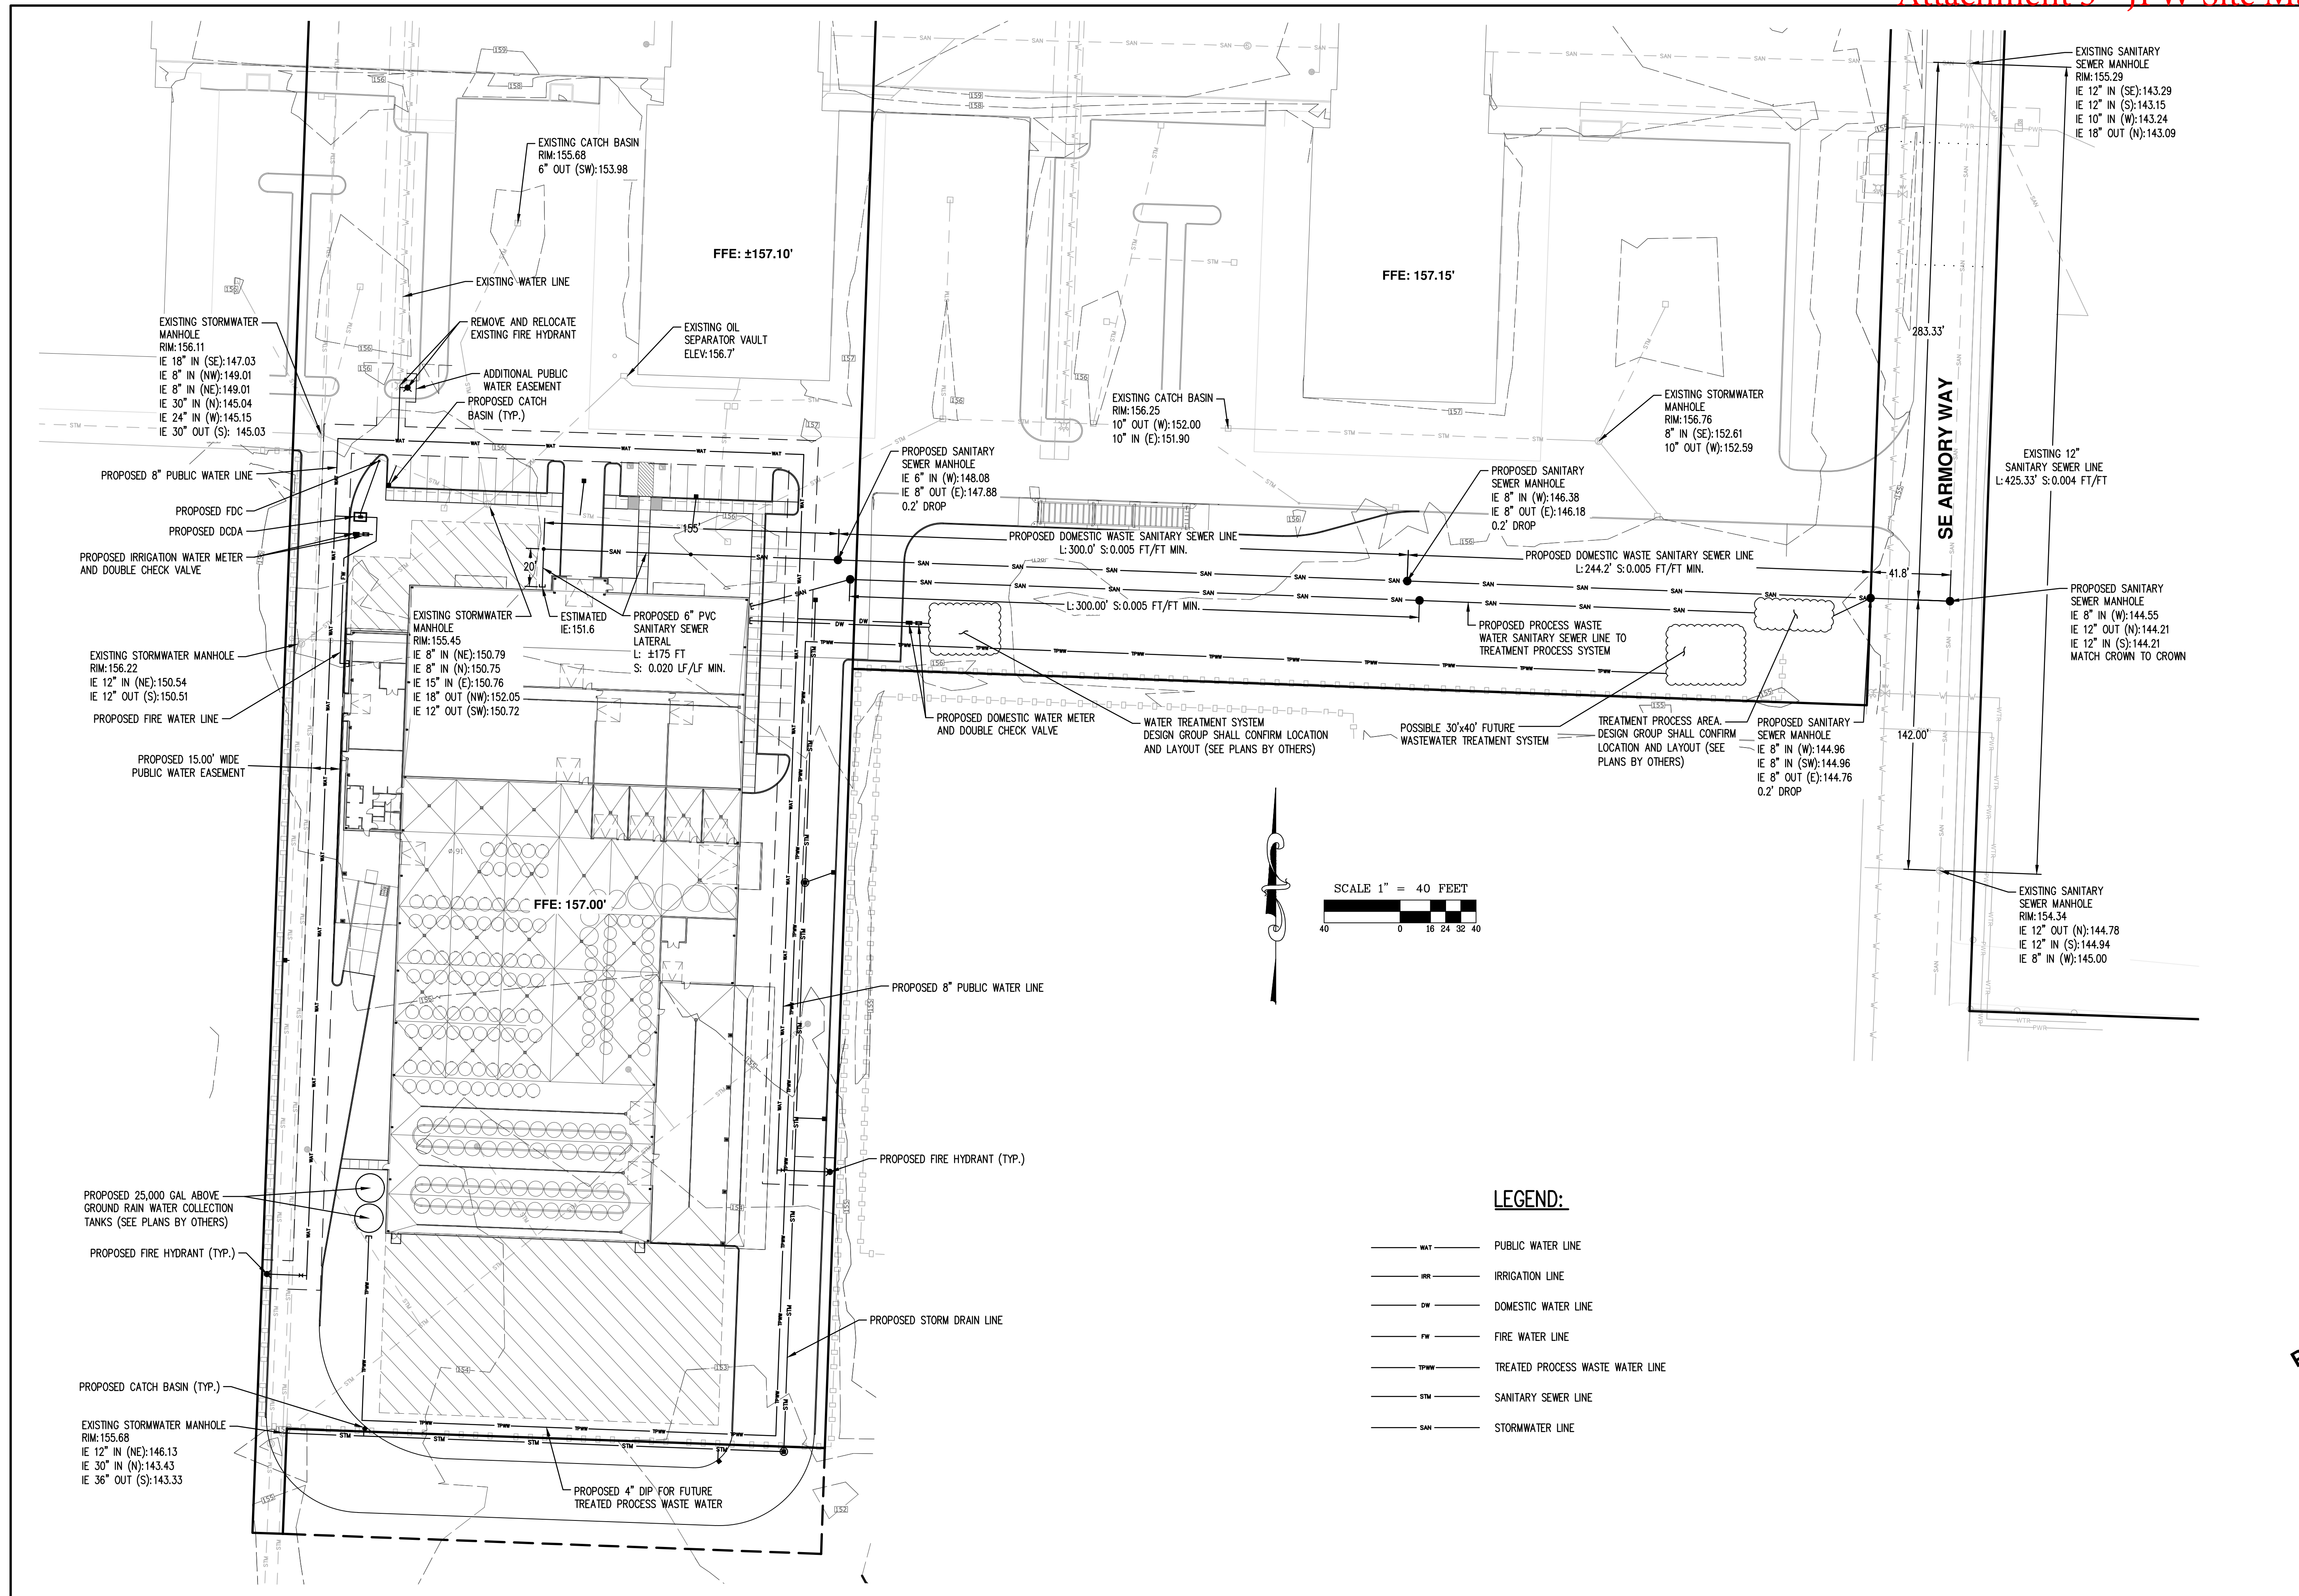 EXISTING SANITARY
SEWER MANHOLE
RIM:155.29
IE 12" IN (SE):143.29
IE 12" IN (S):143.15
IE 10" IN (W):143.24
IE 18" OUT (N):143.09
EXISTING CATCH BASIN
RIM:155.68
6" OUT (SW):153.98
FFE: ±157.10'
FFE: 157.15'
EXISTING WATER LINE
REMOVE AND RELOCATE
EXISTING FIRE HYDRANT
EXISTING OIL
SEPARATOR VAULT
ELEV:156.7'
ADDITIONAL PUBLIC
WATER EASEMENT
PROPOSED CATCH
BASIN (TYP.)
EXISTING STORMWATER
MANHOLE
RIM:156.11
IE 18" IN (SE):147.03
IE 8" IN (NW):149.01
IE 8" IN (NE):149.01
IE 30" IN (N):145.04
IE 24" IN (W):145.15
IE 30" OUT (S): 145.03
283.33'
SE ARMORY WAY
EXISTING CATCH BASIN
RIM:156.25
10" OUT (W):152.00
10" IN (E):151.90
EXISTING STORMWATER
MANHOLE
RIM:156.76
8" IN (SE):152.61
10" OUT (W):152.59
EXISTING 12"
SANITARY SEWER LINE
L:425.33' S:0.004 FT/FT
PROPOSED 8" PUBLIC WATER LINE
PROPOSED FDC
PROPOSED DCDA
PROPOSED IRRIGATION WATER METER
AND DOUBLE CHECK VALVE
PROPOSED SANITARY
SEWER MANHOLE
IE 6" IN (W):148.08
IE 8" OUT (E):147.88
0.2' DROP
PROPOSED SANITARY
SEWER MANHOLE
IE 8" IN (W):146.38
IE 8" OUT (E):146.18
0.2' DROP
155'
20'
PROPOSED DOMESTIC WASTE SANITARY SEWER LINE
L:300.0' S:0.005 FT/FT MIN.
PROPOSED DOMESTIC WASTE SANITARY SEWER LINE
L:244.2' S:0.005 FT/FT MIN.
41.8'
L:300.00' S:0.005 FT/FT MIN.
PROPOSED SANITARY
SEWER MANHOLE
IE 8" IN (W):144.55
IE 12" OUT (N):144.21
IE 12" IN (S):144.21
MATCH CROWN TO CROWN
EXISTING STORMWATER
MANHOLE
RIM:155.45
IE 8" IN (NE):150.79
IE 8" IN (N):150.75
IE 15" IN (E):150.76
IE 18" OUT (NW):152.05
IE 12" OUT (SW):150.72
ESTIMATED
IE:151.6
PROPOSED 6" PVC
SANITARY SEWER
LATERAL
L: ±175 FT
S: 0.020 LF/LF MIN.
PROPOSED PROCESS WASTE
WATER SANITARY SEWER LINE TO
TREATMENT PROCESS SYSTEM
EXISTING STORMWATER MANHOLE
RIM:156.22
IE 12" IN (NE):150.54
IE 12" OUT (S):150.51
PROPOSED FIRE WATER LINE
PROPOSED 15.00' WIDE
PUBLIC WATER EASEMENT
PROPOSED DOMESTIC WATER METER
AND DOUBLE CHECK VALVE
WATER TREATMENT SYSTEM
DESIGN GROUP SHALL CONFIRM LOCATION
AND LAYOUT (SEE PLANS BY OTHERS)
POSSIBLE 30'x40' FUTURE
WASTEWATER TREATMENT SYSTEM
TREATMENT PROCESS AREA.
DESIGN GROUP SHALL CONFIRM
LOCATION AND LAYOUT (SEE
PLANS BY OTHERS)
PROPOSED SANITARY
SEWER MANHOLE
IE 8" IN (W):144.96
IE 8" IN (SW):144.96
IE 8" OUT (E):144.76
0.2' DROP
142.00'
FFE: 157.00'
SCALE 1" = 40 FEET
40 0 16 24 32 40
EXISTING SANITARY
SEWER MANHOLE
RIM:154.34
IE 12" OUT (N):144.78
IE 12" IN (S):144.94
IE 8" IN (W):145.00
PROPOSED 8" PUBLIC WATER LINE
PROPOSED FIRE HYDRANT (TYP.)
PROPOSED 25,000 GAL ABOVE
GROUND RAIN WATER COLLECTION
TANKS (SEE PLANS BY OTHERS)
PROPOSED FIRE HYDRANT (TYP.)
PROPOSED STORM DRAIN LINE
PROPOSED CATCH BASIN (TYP.)
EXISTING STORMWATER MANHOLE
RIM:155.68
IE 12" IN (NE):146.13
IE 30" IN (N):143.43
IE 36" OUT (S):143.33
PROPOSED 4" DIP FOR FUTURE
TREATED PROCESS WASTE WATER
LEGEND:
WAT PUBLIC WATER LINE
IRR IRRIGATION LINE
DW DOMESTIC WATER LINE
FW FIRE WATER LINE
TPWW TREATED PROCESS WASTE WATER LINE
STM SANITARY SEWER LINE
SAN STORMWATER LINE